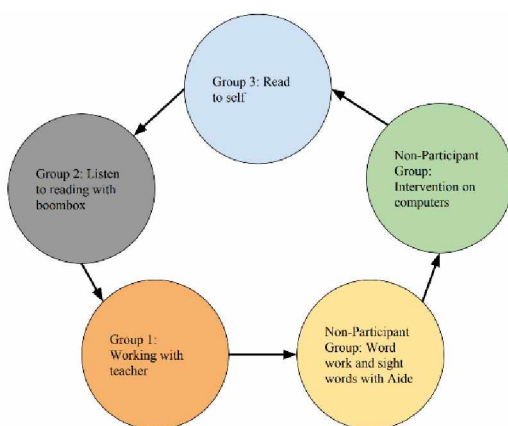 Group 3: Read
to self
Non-Participant
Group:
Intervention on
computers
Group 2: Listen
to reading with
boombox
Group 1:
Working with
teacher
Non-Participant
Group: Word
work and sight
words with Aide